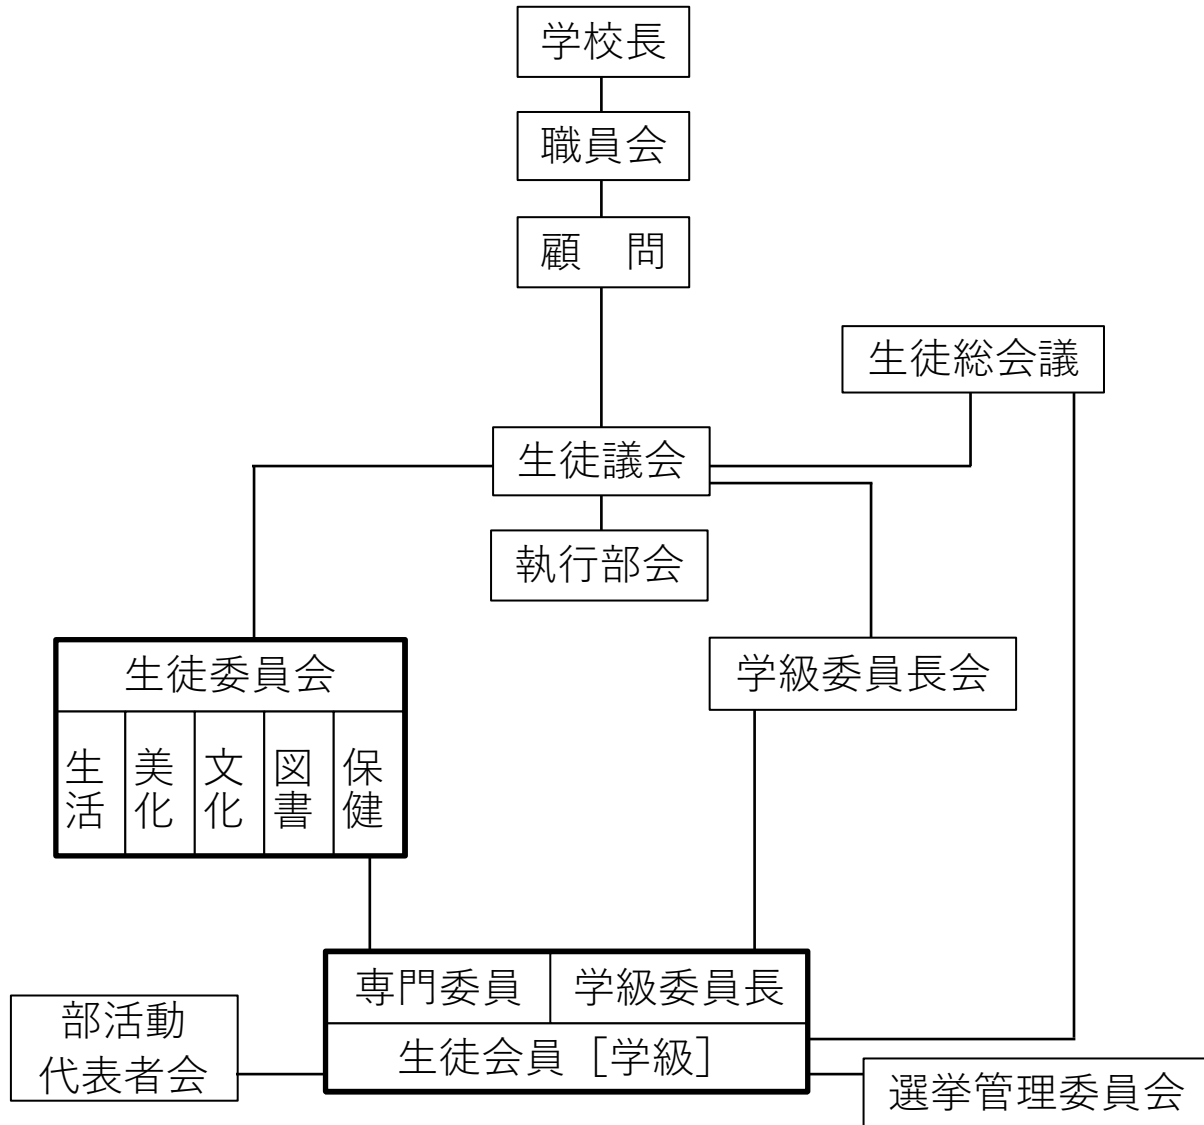 学校長
職員会
顧　問
生徒総会議
生徒議会
執行部会
生徒委員会
学級委員長会
生活
美化
文化
図書
保健
専門委員
学級委員長
部活動
代表者会
生徒会員［学級］
選挙管理委員会